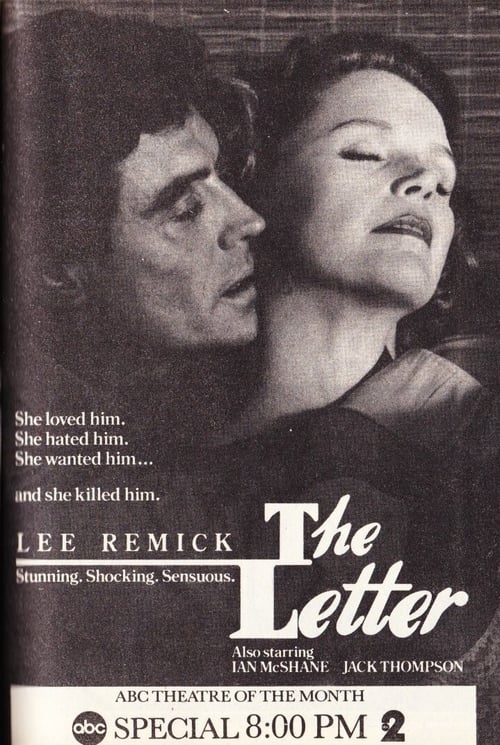 She loved him.
She hated him.
She wanted him...
and she killed him.
LEE REMICK
Stunning. Shocking. Sensuous.
The
Letter
Also starring
IAN McSHANE JACK THOMPSON
ABC THEATRE OF THE MONTH
abc SPECIAL 8:00 PM 2